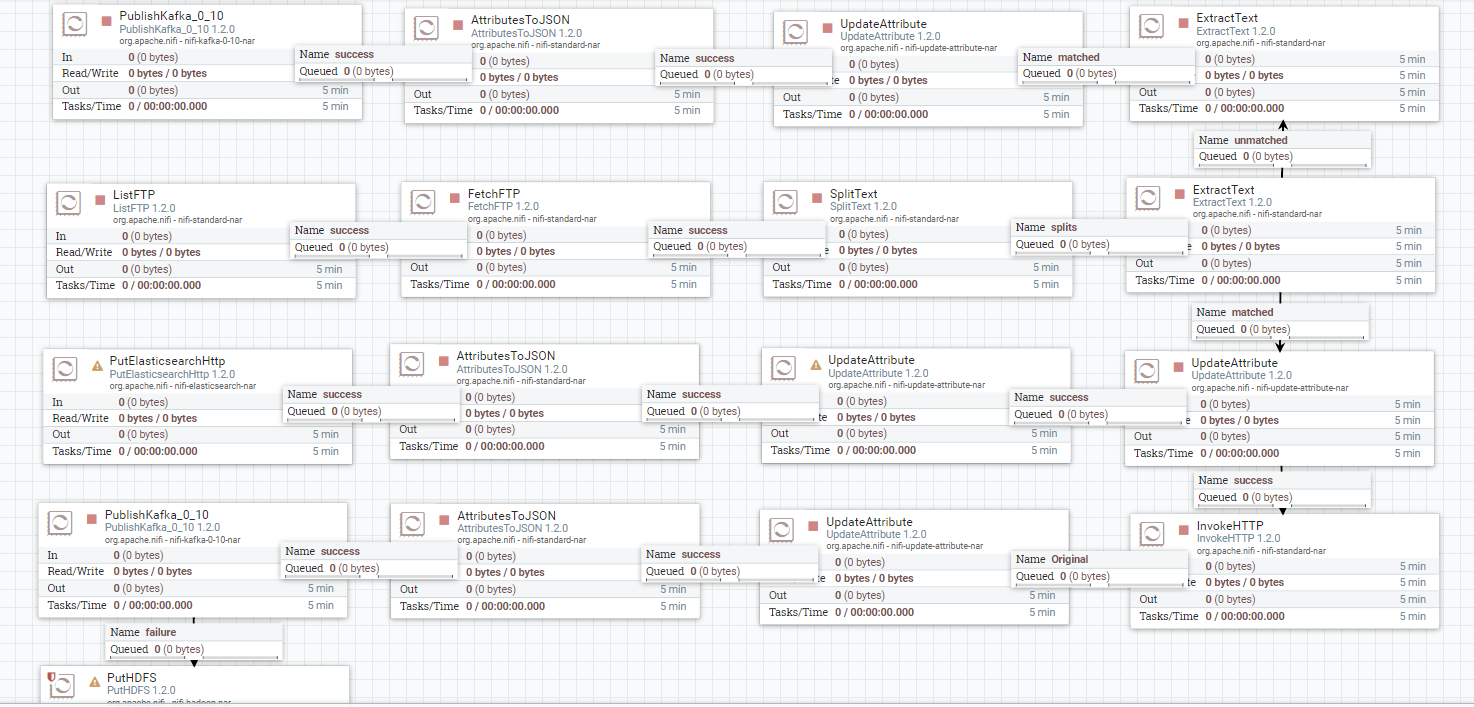 PublishKafka_0_10
PublishKafka_0_10 1.2.0
org.apache.nifi - nifi-kafka-0-10-nar
In 0 (0 bytes)
Read/Write 0 bytes / 0 bytes
Out 0 (0 bytes) 5 min
Tasks/Time 0 / 00:00:00.000 5 min
Name success
Queued 0 (0 bytes)
AttributesToJSON
AttributesToJSON 1.2.0
org.apache.nifi - nifi-standard-nar
0 (0 bytes)
0 bytes / 0 bytes
Out 0 (0 bytes) 5 min
Tasks/Time 0 / 00:00:00.000 5 min
Name success
Queued 0 (0 bytes)
UpdateAttribute
UpdateAttribute 1.2.0
org.apache.nifi - nifi-update-attribute-nar
0 (0 bytes)
0 bytes / 0 bytes
Out 0 (0 bytes) 5 min
Tasks/Time 0 / 00:00:00.000 5 min
Name matched
Queued 0 (0 bytes)
ExtractText
ExtractText 1.2.0
org.apache.nifi - nifi-standard-nar
0 (0 bytes) 5 min
0 bytes / 0 bytes 5 min
Out 0 (0 bytes) 5 min
Tasks/Time 0 / 00:00:00.000 5 min
Name unmatched
Queued 0 (0 bytes)
ListFTP
ListFTP 1.2.0
org.apache.nifi - nifi-standard-nar
In 0 (0 bytes)
Read/Write 0 bytes / 0 bytes
Out 0 (0 bytes) 5 min
Tasks/Time 0 / 00:00:00.000 5 min
Name success
Queued 0 (0 bytes)
FetchFTP
FetchFTP 1.2.0
org.apache.nifi - nifi-standard-nar
0 (0 bytes)
0 bytes / 0 bytes
Out 0 (0 bytes) 5 min
Tasks/Time 0 / 00:00:00.000 5 min
Name success
Queued 0 (0 bytes)
SplitText
SplitText 1.2.0
org.apache.nifi - nifi-standard-nar
0 (0 bytes)
0 bytes / 0 bytes
Out 0 (0 bytes) 5 min
Tasks/Time 0 / 00:00:00.000 5 min
Name splits
Queued 0 (0 bytes)
ExtractText
ExtractText 1.2.0
org.apache.nifi - nifi-standard-nar
0 (0 bytes) 5 min
0 bytes / 0 bytes 5 min
Out 0 (0 bytes) 5 min
Tasks/Time 0 / 00:00:00.000 5 min
Name matched
Queued 0 (0 bytes)
PutElasticsearchHttp
PutElasticsearchHttp 1.2.0
org.apache.nifi - nifi-elasticsearch-nar
In 0 (0 bytes)
Read/Write 0 bytes / 0 bytes
Out 0 (0 bytes) 5 min
Tasks/Time 0 / 00:00:00.000 5 min
Name success
Queued 0 (0 bytes)
AttributesToJSON
AttributesToJSON 1.2.0
org.apache.nifi - nifi-standard-nar
0 (0 bytes)
0 bytes / 0 bytes
Out 0 (0 bytes) 5 min
Tasks/Time 0 / 00:00:00.000 5 min
Name success
Queued 0 (0 bytes)
UpdateAttribute
UpdateAttribute 1.2.0
org.apache.nifi - nifi-update-attribute-nar
0 (0 bytes)
te 0 bytes / 0 bytes
Out 0 (0 bytes) 5 min
Tasks/Time 0 / 00:00:00.000 5 min
Name success
Queued 0 (0 bytes)
UpdateAttribute
UpdateAttribute 1.2.0
org.apache.nifi - nifi-update-attribute-nar
0 (0 bytes) 5 min
0 bytes / 0 bytes 5 min
Out 0 (0 bytes) 5 min
Tasks/Time 0 / 00:00:00.000 5 min
Name success
Queued 0 (0 bytes)
PublishKafka_0_10
PublishKafka_0_10 1.2.0
org.apache.nifi - nifi-kafka-0-10-nar
In 0 (0 bytes)
Read/Write 0 bytes / 0 bytes
Out 0 (0 bytes) 5 min
Tasks/Time 0 / 00:00:00.000 5 min
Name success
Queued 0 (0 bytes)
AttributesToJSON
AttributesToJSON 1.2.0
org.apache.nifi - nifi-standard-nar
0 (0 bytes)
0 bytes / 0 bytes
Out 0 (0 bytes) 5 min
Tasks/Time 0 / 00:00:00.000 5 min
Name success
Queued 0 (0 bytes)
UpdateAttribute
UpdateAttribute 1.2.0
org.apache.nifi - nifi-update-attribute-nar
0 (0 bytes)
te 0 bytes / 0 bytes
Out 0 (0 bytes) 5 min
Tasks/Time 0 / 00:00:00.000 5 min
Name Original
Queued 0 (0 bytes)
InvokeHTTP
InvokeHTTP 1.2.0
org.apache.nifi - nifi-standard-nar
0 (0 bytes) 5 min
te 0 bytes / 0 bytes 5 min
Out 0 (0 bytes) 5 min
Tasks/Time 0 / 00:00:00.000 5 min
Name failure
Queued 0 (0 bytes)
PutHDFS
PutHDFS 1.2.0
org.apache.nifi - nifi-hadoop-nar